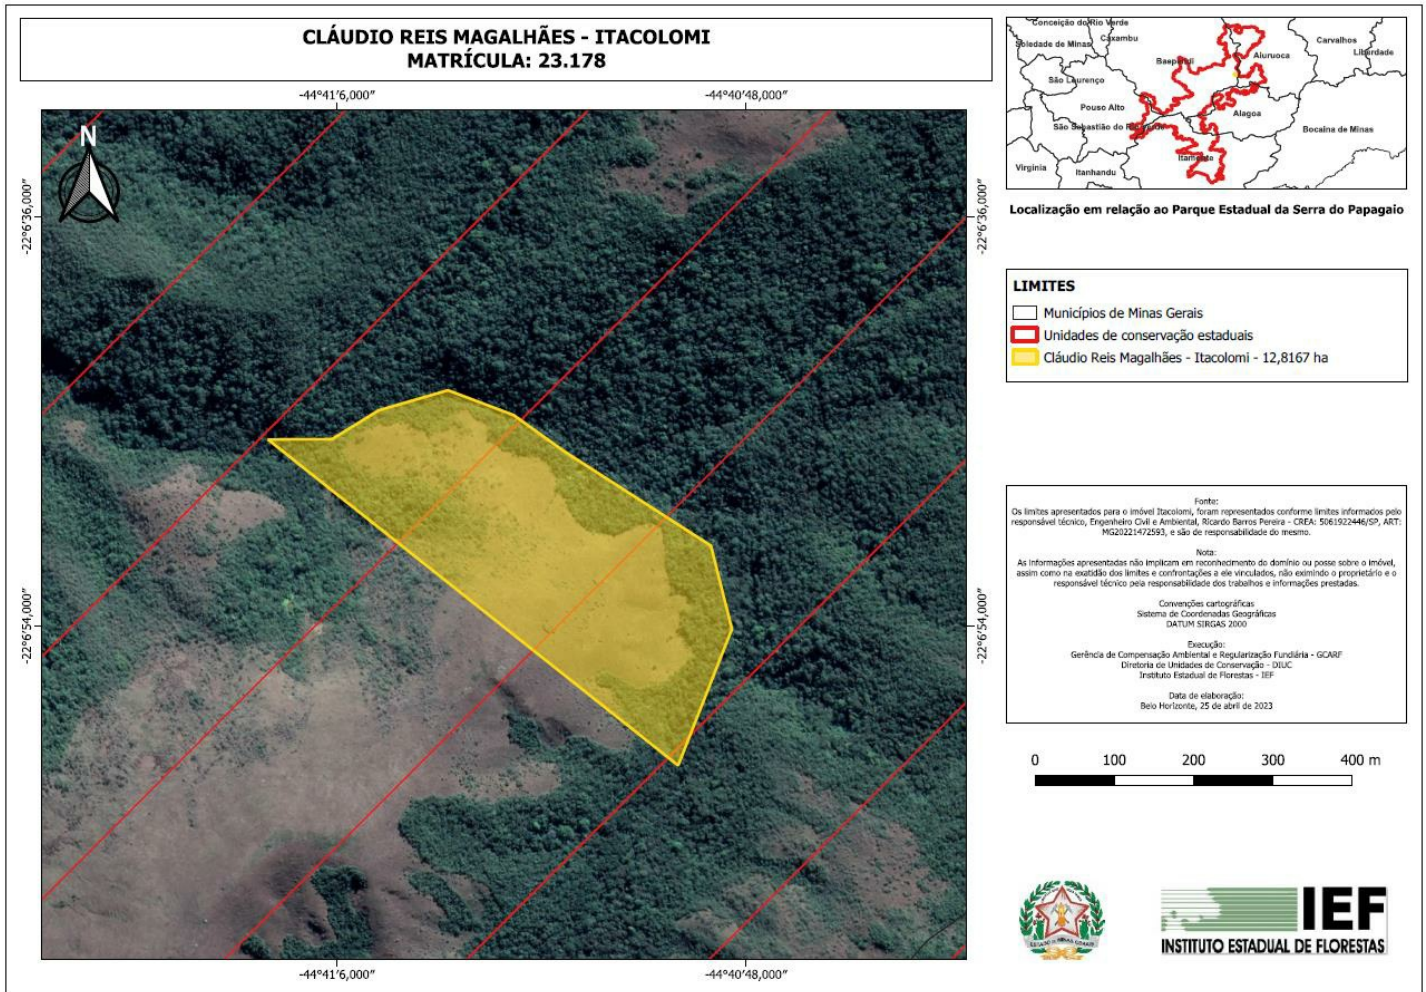 CLÁUDIO REIS MAGALHÃES - ITACOLOMI
MATRÍCULA: 23.178
-44°41'6,000"
-44°40'48,000"
N
-22°6'36,000"
-22°6'36,000"
-22°6'54,000"
-22°6'54,000"
-44°41'6,000"
-44°40'48,000"
Conceição do Rio Verde
Caxambu
Soledade de Minas
Baependi
Aiuruoca
Carvalhos
Liberdade
São Lourenço
Pouso Alto
Alagoa
São Sebastião do Rio Verde
Bocaina de Minas
Itamonte
Virgínia
Itanhandu
Localização em relação ao Parque Estadual da Serra do Papagaio
LIMITES
Municípios de Minas Gerais
Unidades de conservação estaduais
Cláudio Reis Magalhães - Itacolomi - 12,8167 ha
Fonte:
Os limites apresentados para o imóvel Itacolomi, foram representados conforme limites informados pelo
responsável técnico, Engenheiro Civil e Ambiental, Ricardo Barros Pereira - CREA: 5061922446/SP, ART:
MG20221472593, e são de responsabilidade do mesmo.
Nota:
As informações apresentadas não implicam em reconhecimento do domínio ou posse sobre o imóvel,
assim como na exatidão dos limites e confrontações a ele vinculados, não eximindo o proprietário e o
responsável técnico pela responsabilidade dos trabalhos e informações prestadas.
Convenções cartográficas
Sistema de Coordenadas Geográficas
DATUM SIRGAS 2000
Execução:
Gerência de Compensação Ambiental e Regularização Fundiária - GCARF
Diretoria de Unidades de Conservação - DIUC
Instituto Estadual de Florestas - IEF
Data de elaboração:
Belo Horizonte, 25 de abril de 2023
0 100 200 300 400 m
ESTADO DE MINAS GERAIS
IEF
INSTITUTO ESTADUAL DE FLORESTAS